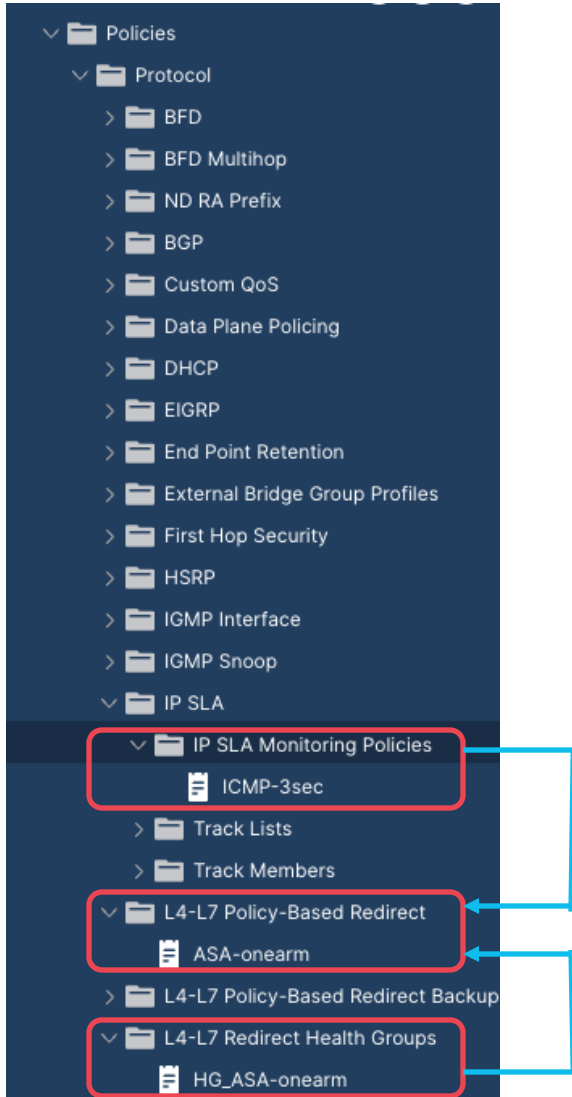 Policies
Protocol
BFD
BFD Multihop
ND RA Prefix
BGP
Custom QoS
Data Plane Policing
DHCP
EIGRP
End Point Retention
External Bridge Group Profiles
First Hop Security
HSRP
IGMP Interface
IGMP Snoop
IP SLA
IP SLA Monitoring Policies
ICMP-3sec
Track Lists
Track Members
L4-L7 Policy-Based Redirect
ASA-onearm
L4-L7 Policy-Based Redirect Backup
L4-L7 Redirect Health Groups
HG_ASA-onearm